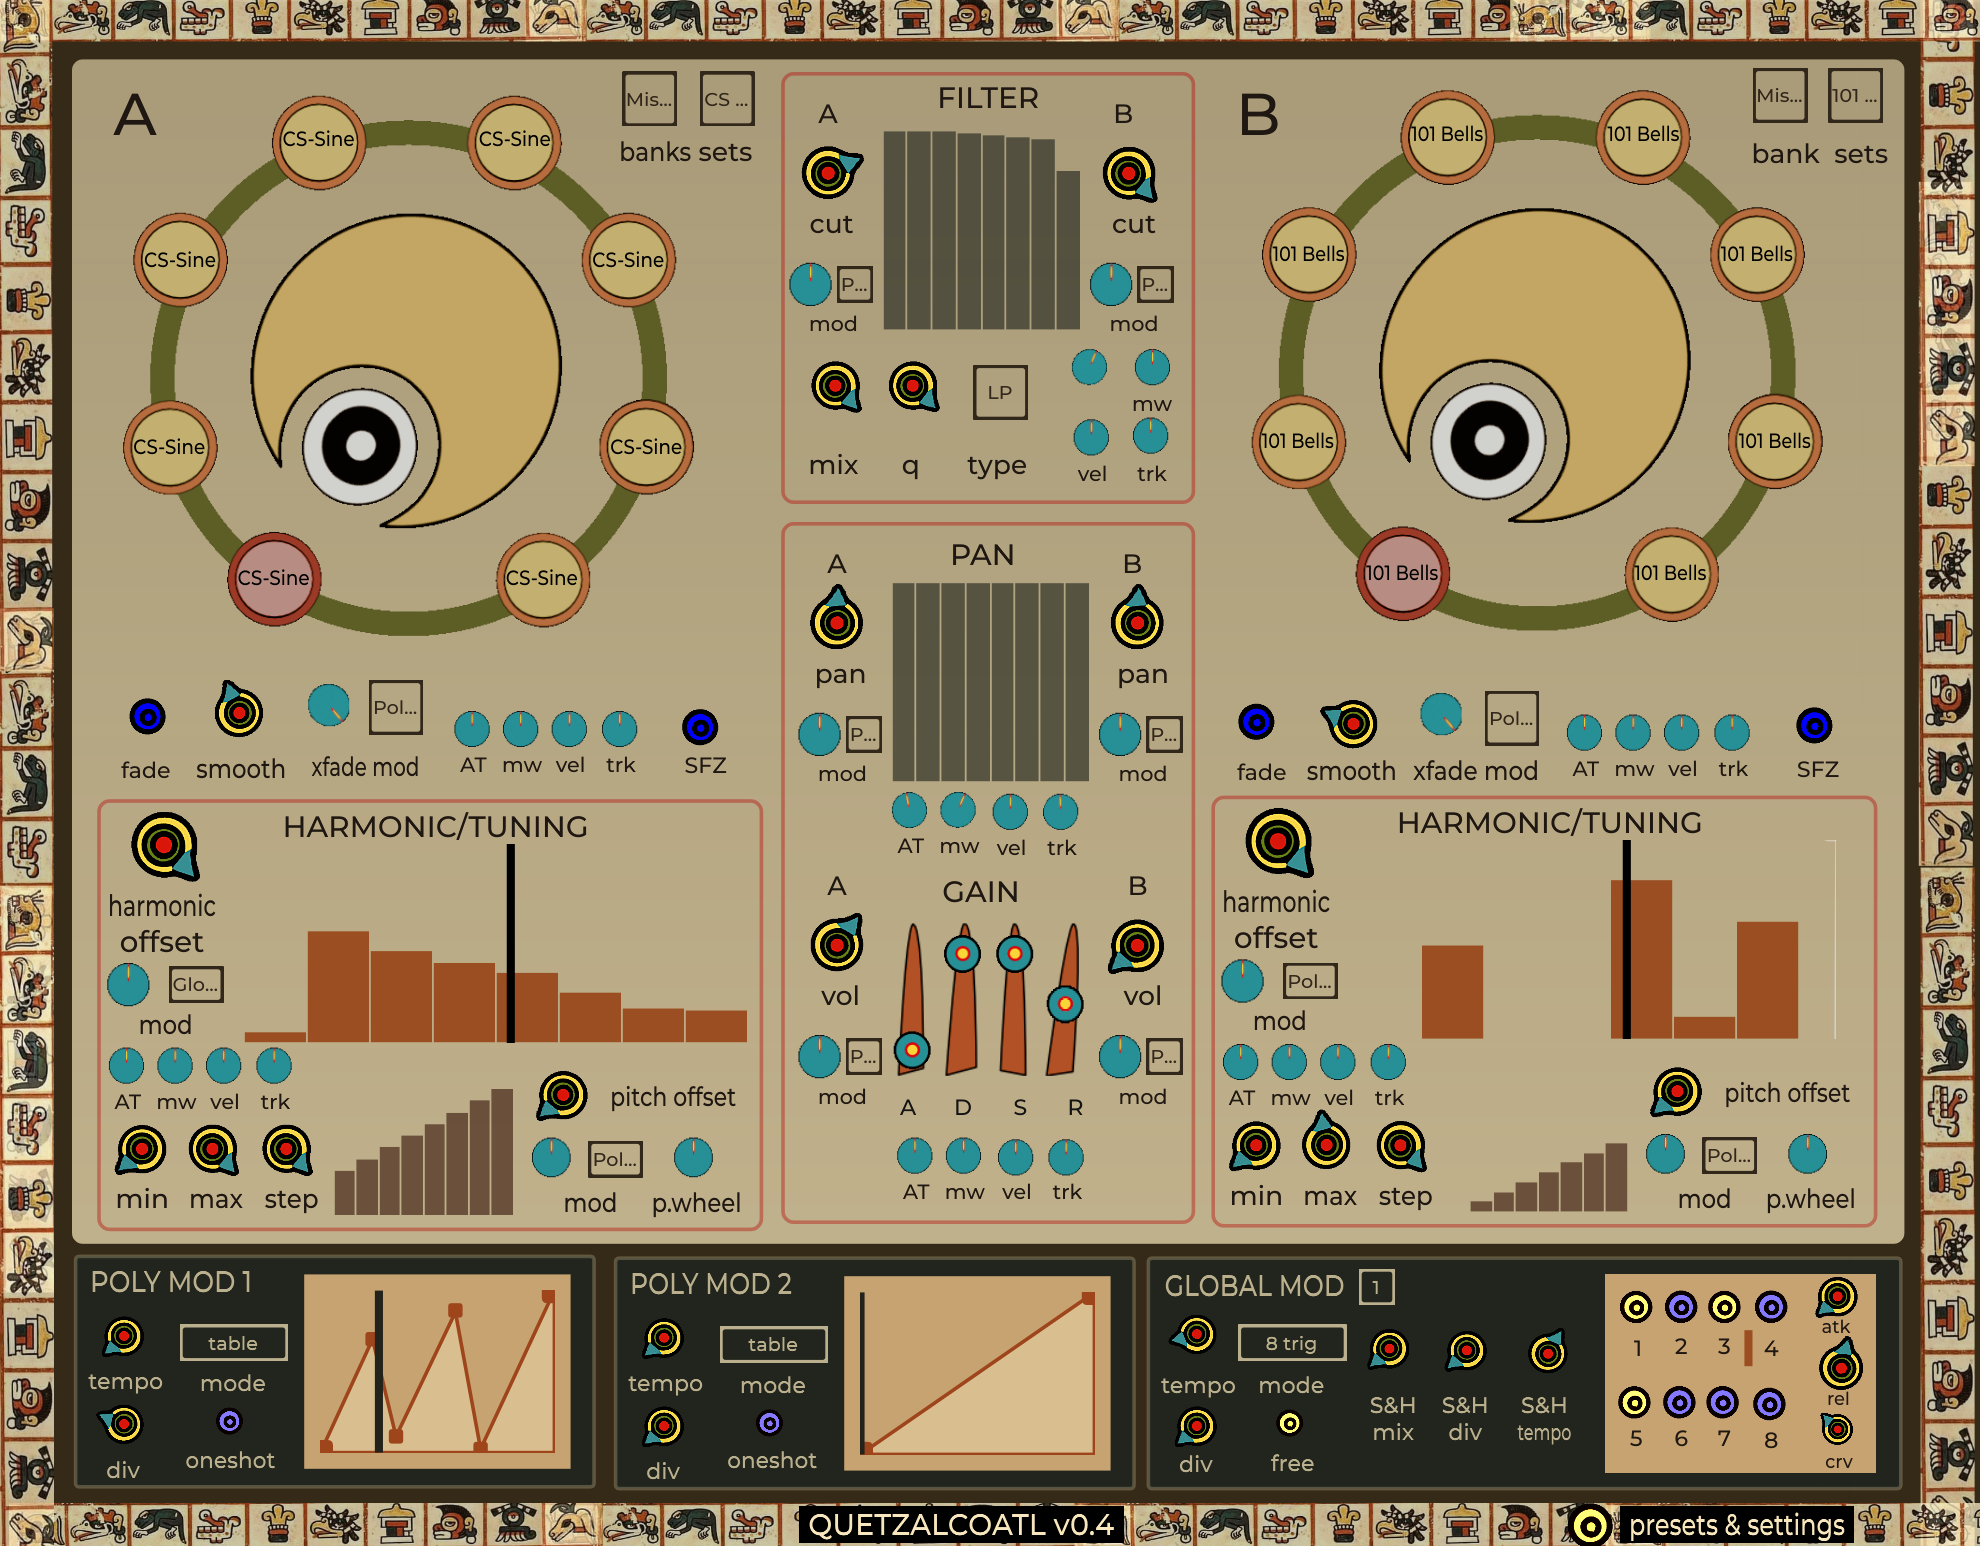 A
CS-Sine
CS-Sine
CS-Sine
CS-Sine
CS-Sine
CS-Sine
CS-Sine
CS-Sine
Mis...
CS ...
banks sets
fade
smooth
xfade mod
Pol...
AT mw vel trk
SFZ
HARMONIC/TUNING
harmonic
offset
Glo...
mod
AT mw vel trk
min max step
pitch offset
Pol...
mod
p.wheel
FILTER
A
B
cut
cut
P...
P...
mod
mod
LP
mix q type
mw
vel trk
PAN
A
B
pan
pan
P...
P...
mod
mod
AT mw vel trk
GAIN
A
B
vol
vol
P...
P...
mod
mod
A D S R
AT mw vel trk
B
101 Bells
101 Bells
101 Bells
101 Bells
101 Bells
101 Bells
101 Bells
101 Bells
Mis...
101 ...
bank sets
fade
smooth
xfade mod
Pol...
AT mw vel trk
SFZ
HARMONIC/TUNING
harmonic
offset
Pol...
mod
AT mw vel trk
min max step
pitch offset
Pol...
mod
p.wheel
POLY MOD 1
table
tempo
mode
div
oneshot
POLY MOD 2
table
tempo
mode
div
oneshot
GLOBAL MOD
1
8 trig
tempo
mode
div
free
S&H
mix
S&H
div
S&H
tempo
1 2 3 4
5 6 7 8
atk
rel
crv
QUETZALCOATL v0.4
presets & settings